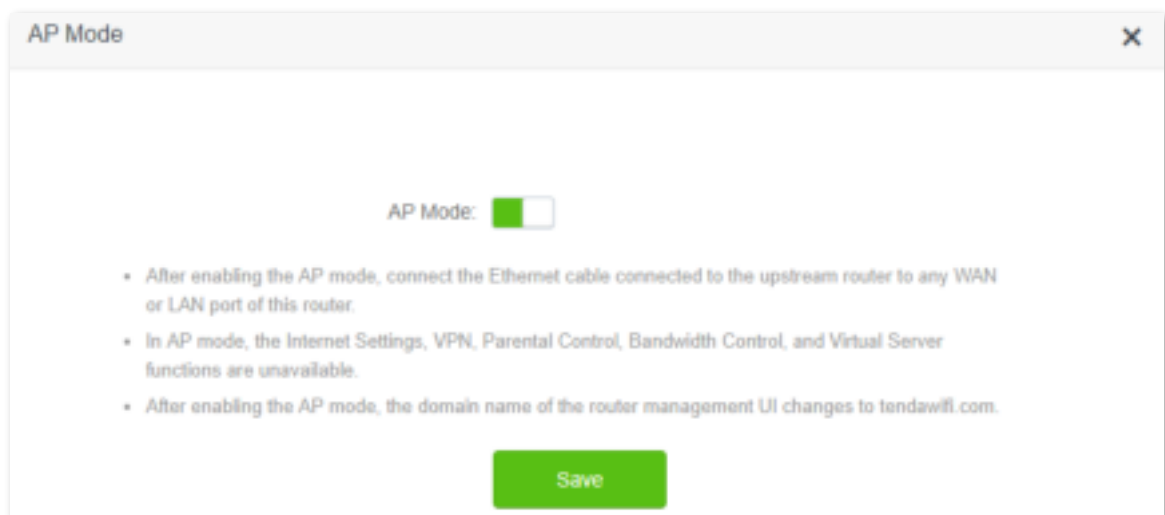 AP Mode
AP Mode:
• After enabling the AP mode, connect the Ethernet cable connected to the upstream router to any WAN
or LAN port of this router.
• In AP mode, the Internet Settings, VPN, Parental Control, Bandwidth Control, and Virtual Server
functions are unavailable.
• After enabling the AP mode, the domain name of the router management UI changes to tendawifi.com.
Save